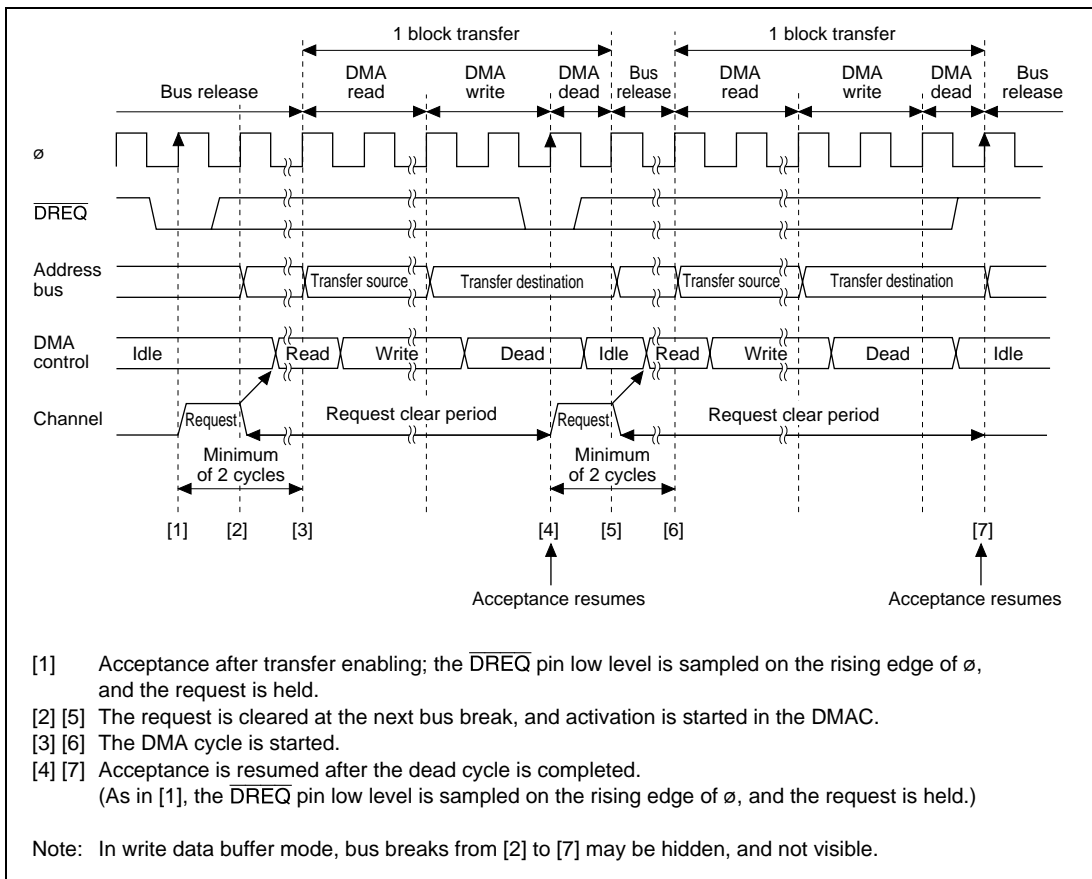 1 block transfer 1 block transfer
DMA DMA DMA Bus DMA DMA DMA Bus
Bus release read write dead release read write dead release
ø
DREQ
Address
bus Transfer source Transfer destination Transfer source Transfer destination
DMA
control Idle Read Write Dead Idle Read Write Dead Idle
Channel Request Request clear period Request Request clear period
Minimum Minimum
of 2 cycles of 2 cycles
[1] [2] [3] [4] [5] [6] [7]
Acceptance resumes Acceptance resumes
[1] Acceptance after transfer enabling; the DREQ pin low level is sampled on the rising edge of ø,
and the request is held.
[2] [5] The request is cleared at the next bus break, and activation is started in the DMAC.
[3] [6] The DMA cycle is started.
[4] [7] Acceptance is resumed after the dead cycle is completed.
(As in [1], the DREQ pin low level is sampled on the rising edge of ø, and the request is held.)
Note: In write data buffer mode, bus breaks from [2] to [7] may be hidden, and not visible.